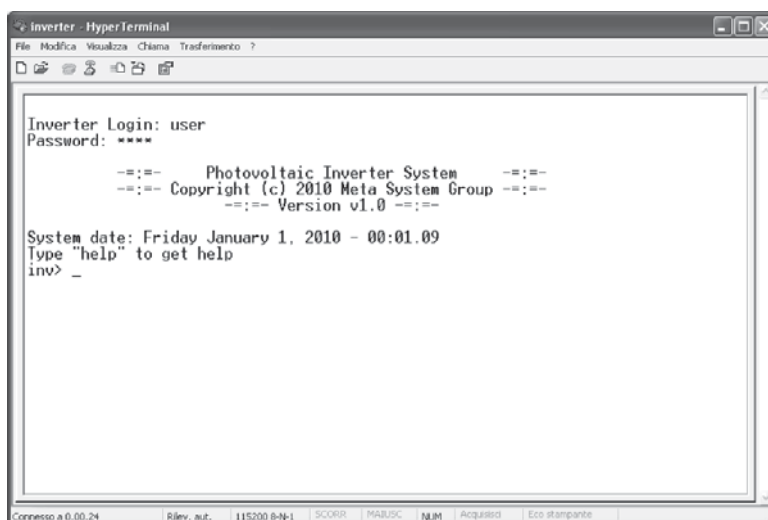 inverter - HyperTerminal
File Modifica Visualizza Chiama Trasferimento ?
Inverter Login: user
Password: ****
-=:=- Photovoltaic Inverter System -=:=-
-=:=- Copyright (c) 2010 Meta System Group -=:=-
-=:=- Version v1.0 -=:=-
System date: Friday January 1, 2010 - 00:01.09
Type "help" to get help
inv> _
Connesso a 0.00.24 Rilev. aut. 115200 8-N-1 SCORR MAIUSC NUM Acquisisci Eco stampante